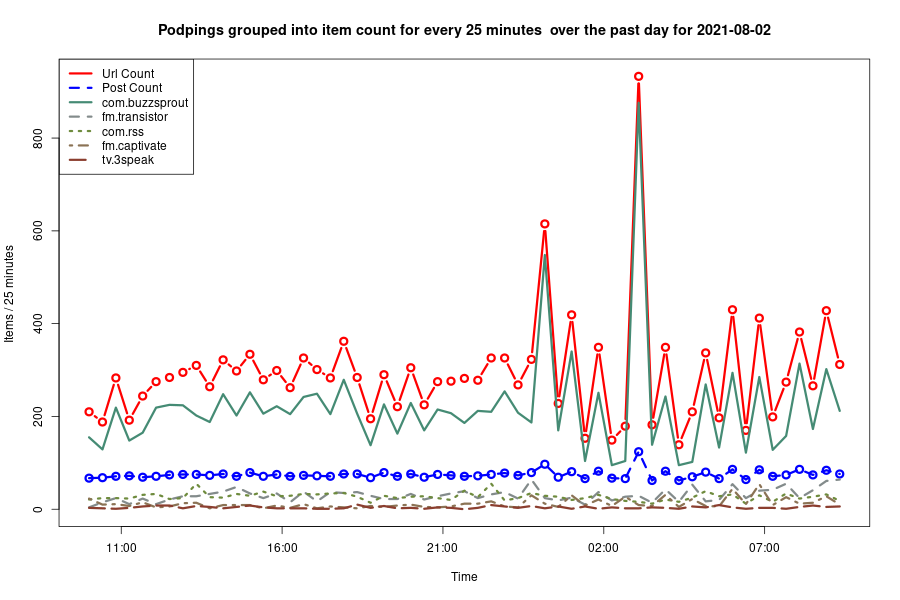 Podpings grouped into item count for every 25 minutes  over the past day for 2021-08-02
Url Count
Post Count
com.buzzsprout
fm.transistor
com.rss
fm.captivate
tv.3speak
Items / 25 minutes
800
600
400
200
0
11:00
16:00
21:00
02:00
07:00
Time